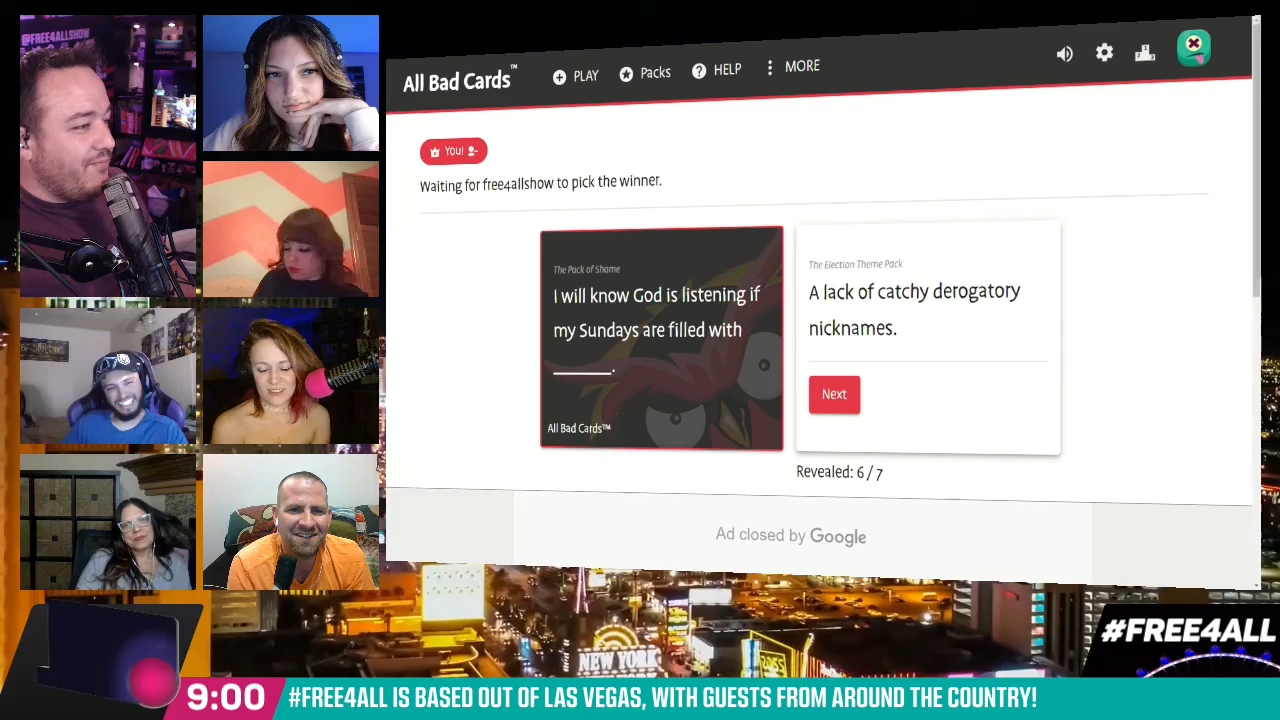 @FREE4ALLSHOW
All Bad Cards™
PLAY
Packs
HELP
MORE
You!
Waiting for free4allshow to pick the winner.
The Pack of Shame
I will know God is listening if
my Sundays are filled with
______.
All Bad Cards™
The Election Theme Pack
A lack of catchy derogatory
nicknames.
Next
Revealed: 6 / 7
Ad closed by Google
NEW YORK
#FREE4ALL
9:00
#FREE4ALL IS BASED OUT OF LAS VEGAS, WITH GUESTS FROM AROUND THE COUNTRY!